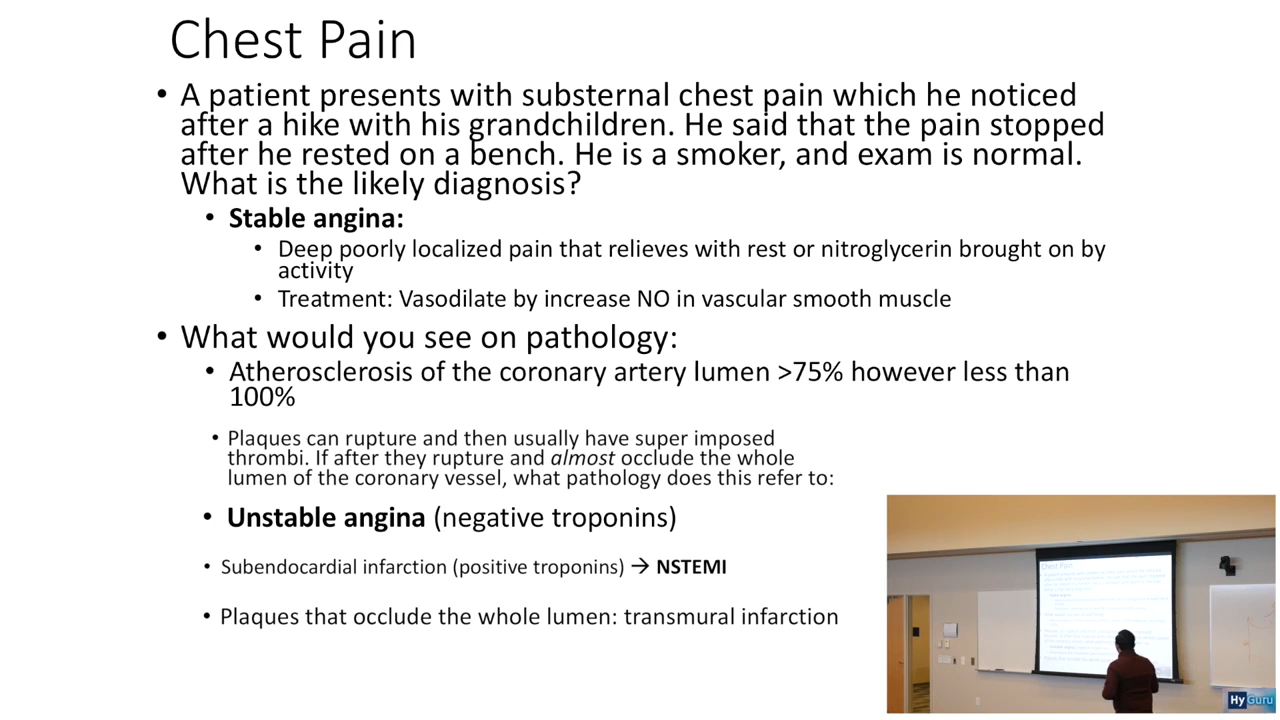 Chest Pain
• A patient presents with substernal chest pain which he noticed
after a hike with his grandchildren. He said that the pain stopped
after he rested on a bench. He is a smoker, and exam is normal.
What is the likely diagnosis?
• Stable angina:
• Deep poorly localized pain that relieves with rest or nitroglycerin brought on by
activity
• Treatment: Vasodilate by increase NO in vascular smooth muscle
• What would you see on pathology:
• Atherosclerosis of the coronary artery lumen >75% however less than
100%
• Plaques can rupture and then usually have super imposed
thrombi. If after they rupture and almost occlude the whole
lumen of the coronary vessel, what pathology does this refer to:
• Unstable angina (negative troponins)
• Subendocardial infarction (positive troponins) → NSTEMI
• Plaques that occlude the whole lumen: transmural infarction
Chest Pain
HyGuru